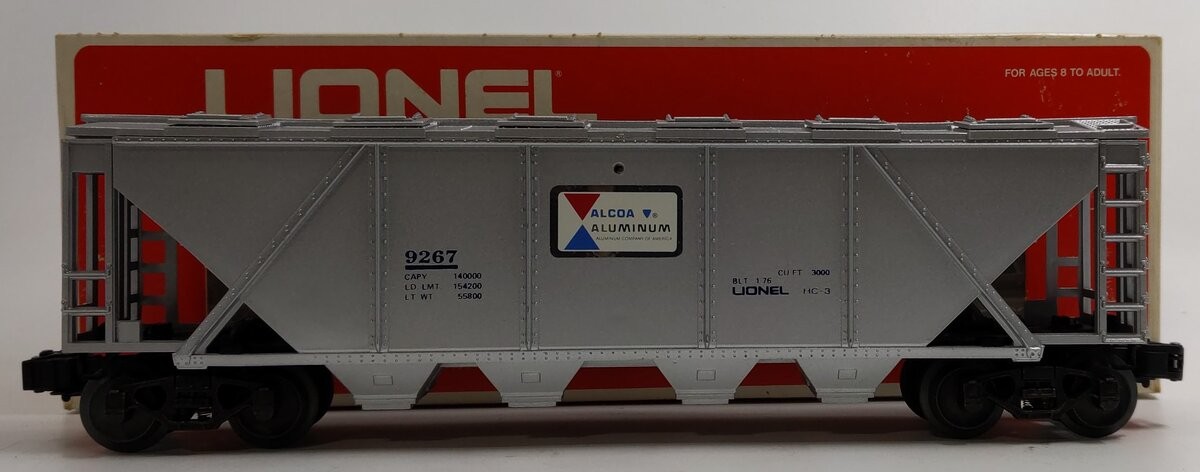 LIONEL®
FOR AGES 8 TO ADULT.
ALCOA ®
ALUMINUM
ALUMINUM COMPANY OF AMERICA
9267
CAPY 140000
LD LMT 154200
LT WT 55800
CU FT 3000
BLT 1-76
LIONEL HC-3